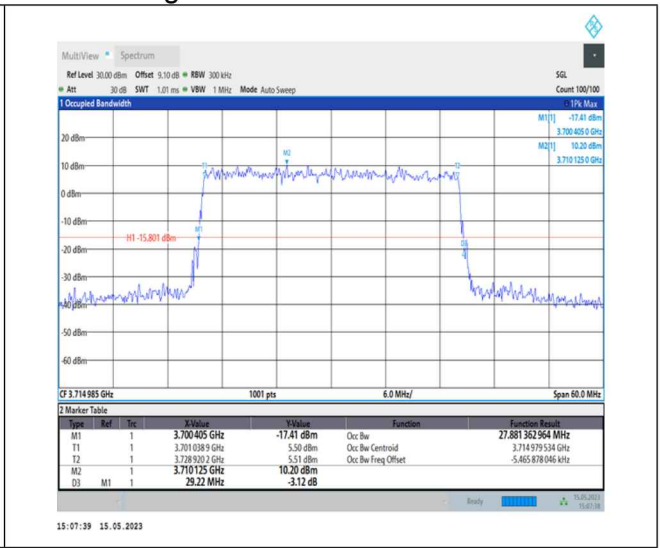 MultiView Spectrum
Ref Level 30.00 dBm Offset 9.10 dB RBW 300 kHz SGL
Att 30 dB SWT 1.01 ms VBW 1 MHz Mode Auto Sweep Count 100/100
1 Occupied Bandwidth 1Pk Max
M1[1] -17.41 dBm
3.700 405 0 GHz
20 dBm
M2[1] 10.20 dBm
M2
3.710 125 0 GHz
10 dBm
0 dBm
-10 dBm
M1
H1 -15.801 dBm
D3
-20 dBm
-30 dBm
-40 dBm
-50 dBm
-60 dBm
CF 3.714 985 GHz 1001 pts 6.0 MHz/ Span 60.0 MHz
2 Marker Table
Type Ref Trc X-Value Y-Value Function Function Result
M1 1 3.700405 GHz -17.41 dBm Occ Bw 27.881 362 964 MHz
T1 1 3.701 038 9 GHz 5.50 dBm Occ Bw Centroid 3.714 979 534 GHz
T2 1 3.728 920 2 GHz 5.51 dBm Occ Bw Freq Offset -5.465 878 046 kHz
M2 1 3.710125 GHz 10.20 dBm
D3 M1 1 29.22 MHz -3.12 dB
Ready 15.05.2023
15:07:38
15:07:39 15.05.2023